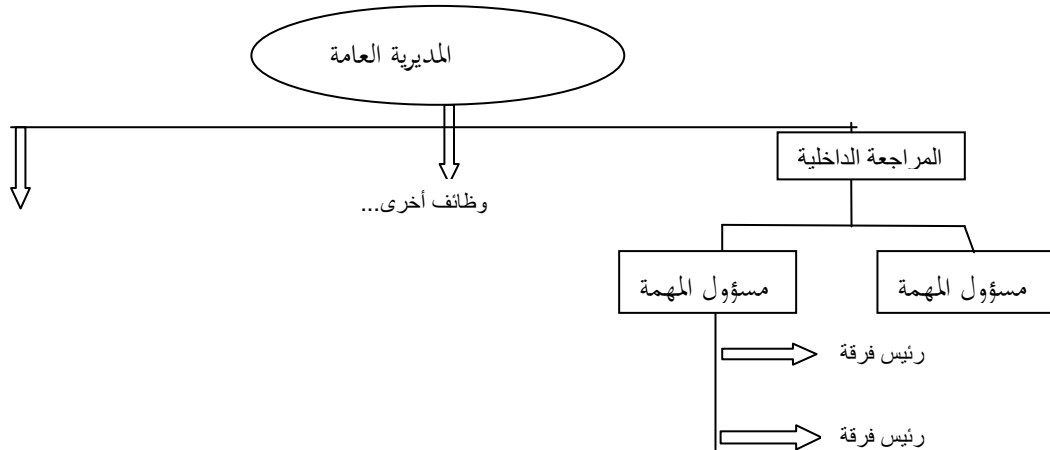 المديرية العامة
المراجعة الداخلية
وظائف أخرى...
مسؤول المهمة
مسؤول المهمة
رئيس فرقة
رئيس فرقة